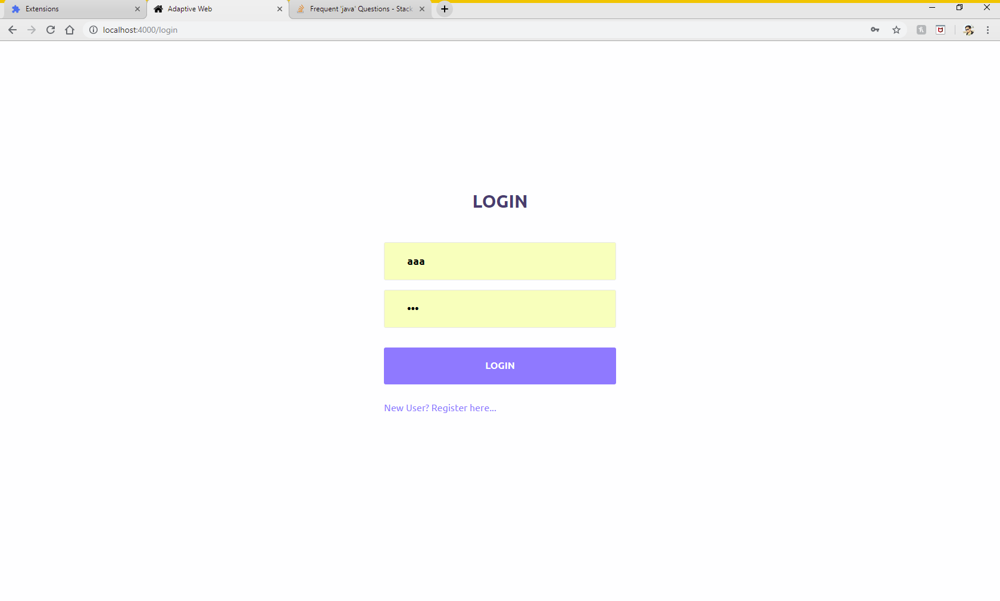 Extensions
Adaptive Web
Frequent 'java' Questions - Stack
localhost:4000/login
LOGIN
aaa
•••
LOGIN
New User? Register here...